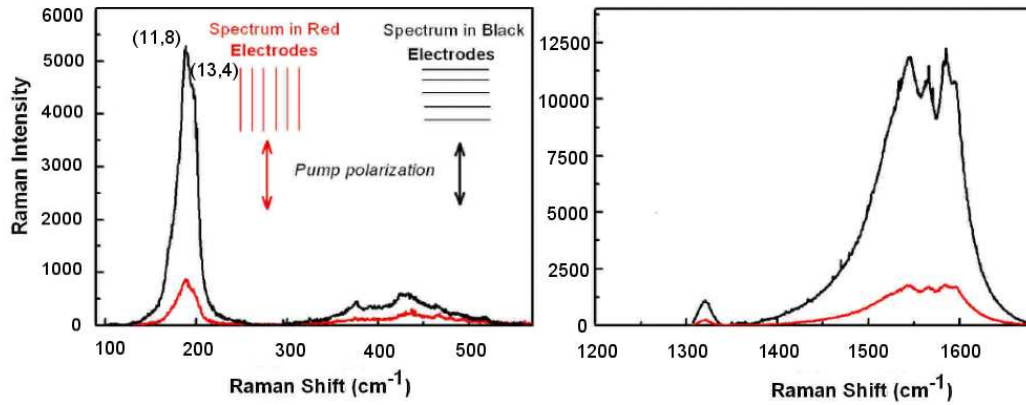 6000
5000
4000
3000
2000
1000
0
Raman Intensity
(11,8)
(13,4)
Spectrum in Red
Electrodes
Spectrum in Black
Electrodes
Pump polarization
100 200 300 400 500
Raman Shift (cm-1)
12500
10000
7500
5000
2500
0
1200 1300 1400 1500 1600
Raman Shift (cm-1)